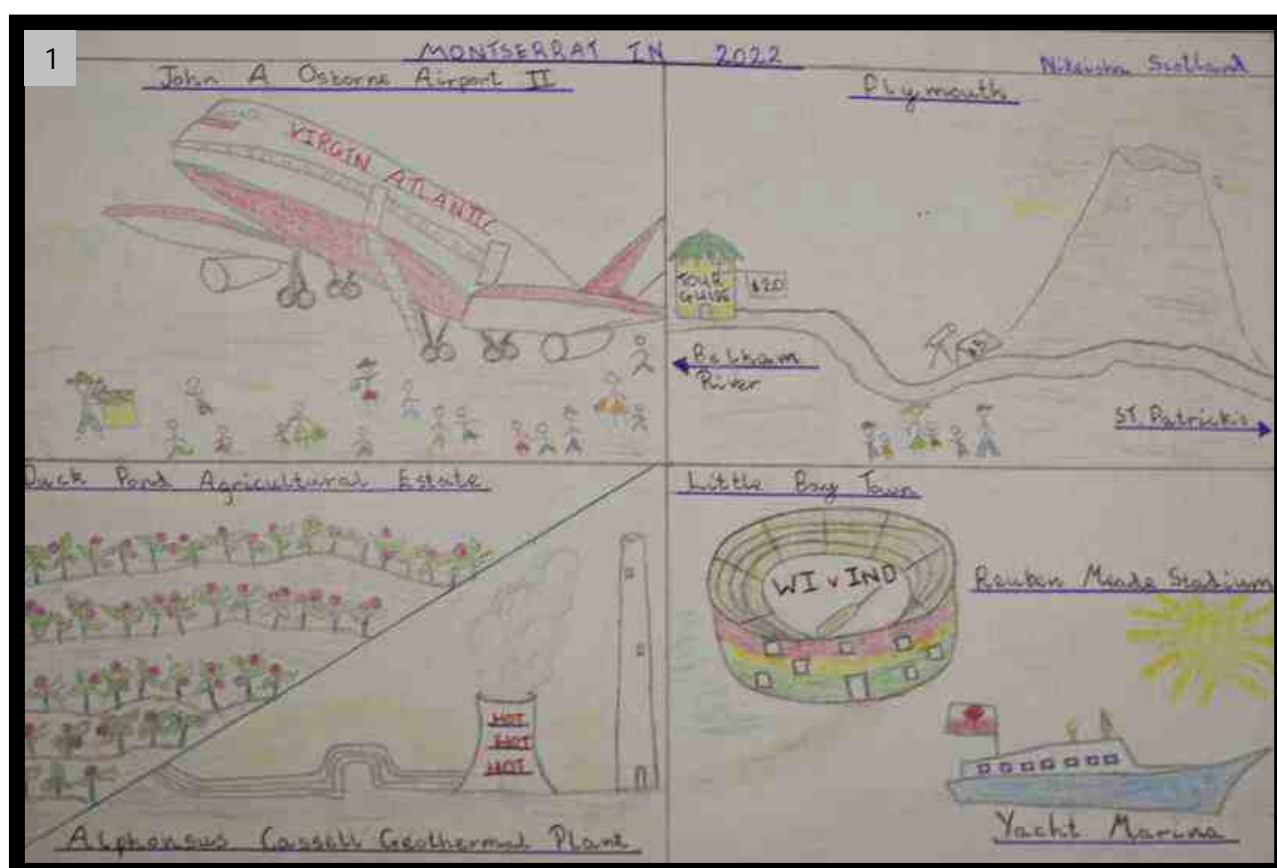 1
MONTSERRAT IN 2022
Nikeisha Scotland
John A Osborne Airport II
VIRGIN ATLANTIC
Plymouth
TOUR
GUIDE
$20
$5
Belham
River
ST Patrick's
Duck Pond Agricultural Estate
HOT
HOT
HOT
Alphonsus Cassell Geothermal Plant
Little Bay Town
WI v IND
Reuben Meade Stadium
Yacht Marina